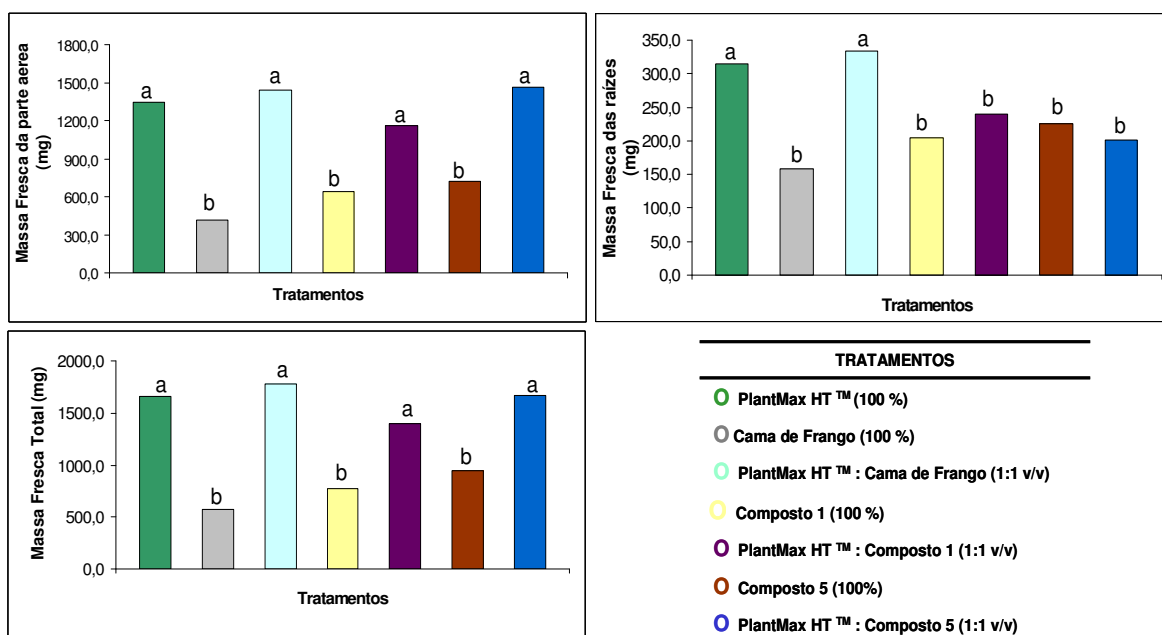 Massa Fresca da parte aerea
(mg)
1800,0
1500,0
1200,0
900,0
600,0
300,0
0,0
a
b
a
b
a
b
a
Tratamentos
Massa Fresca das raízes
(mg)
350,0
300,0
250,0
200,0
150,0
100,0
50,0
0,0
a
b
a
b
b
b
b
Tratamentos
Massa Fresca Total (mg)
2000,0
1500,0
1000,0
500,0
0,0
a
b
a
b
a
b
a
Tratamentos
TRATAMENTOS
PlantMax HT ™ (100 %)
Cama de Frango (100 %)
PlantMax HT ™ : Cama de Frango (1:1 v/v)
Composto 1 (100 %)
PlantMax HT ™ : Composto 1 (1:1 v/v)
Composto 5 (100%)
PlantMax HT ™ : Composto 5 (1:1 v/v)